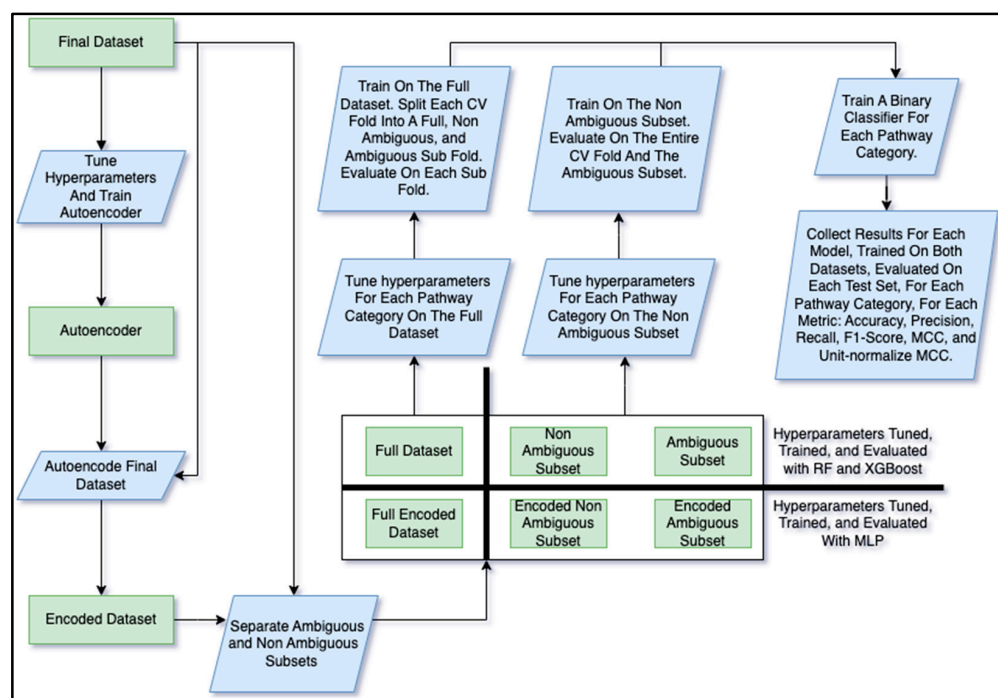 Final Dataset
Tune
Hyperparameters
And Train
Autoencoder
Autoencoder
Autoencode Final
Dataset
Encoded Dataset
Separate Ambiguous
and Non Ambiguous
Subsets
Train On The Full
Dataset. Split Each CV
Fold Into A Full, Non
Ambiguous, and
Ambiguous Sub Fold.
Evaluate On Each Sub
Fold.
Tune hyperparameters
For Each Pathway
Category On The Full
Dataset
Train On The Non
Ambiguous Subset.
Evaluate On The Entire
CV Fold And The
Ambiguous Subset.
Tune hyperparameters
For Each Pathway
Category On The Non
Ambiguous Subset
Train A Binary
Classifier For
Each Pathway
Category.
Collect Results For Each
Model, Trained On Both
Datasets, Evaluated On
Each Test Set, For Each
Pathway Category, For Each
Metric: Accuracy, Precision,
Recall, F1-Score, MCC, and
Unit-normalize MCC.
Full Dataset
Non
Ambiguous
Subset
Ambiguous
Subset
Hyperparameters Tuned,
Trained, and Evaluated
with RF and XGBoost
Full Encoded
Dataset
Encoded Non
Ambiguous
Subset
Encoded
Ambiguous
Subset
Hyperparameters Tuned,
Trained, and Evaluated
With MLP